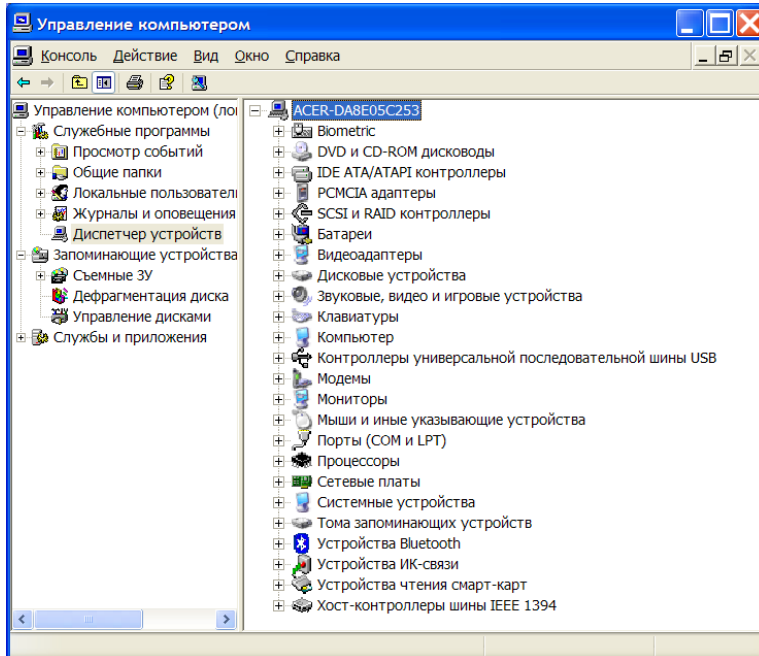 Управление компьютером
Консоль Действие Вид Окно Справка
Управление компьютером (ло
Служебные программы
Просмотр событий
Общие папки
Локальные пользовател
Журналы и оповещения
Диспетчер устройств
Запоминающие устройства
Съемные ЗУ
Дефрагментация диска
Управление дисками
Службы и приложения
ACER-DA8E05C253
Biometric
DVD и CD-ROM дисководы
IDE ATA/ATAPI контроллеры
PCMCIA адаптеры
SCSI и RAID контроллеры
Батареи
Видеоадаптеры
Дисковые устройства
Звуковые, видео и игровые устройства
Клавиатуры
Компьютер
Контроллеры универсальной последовательной шины USB
Модемы
Мониторы
Мыши и иные указывающие устройства
Порты (COM и LPT)
Процессоры
Сетевые платы
Системные устройства
Тома запоминающих устройств
Устройства Bluetooth
Устройства ИК-связи
Устройства чтения смарт-карт
Хост-контроллеры шины IEEE 1394